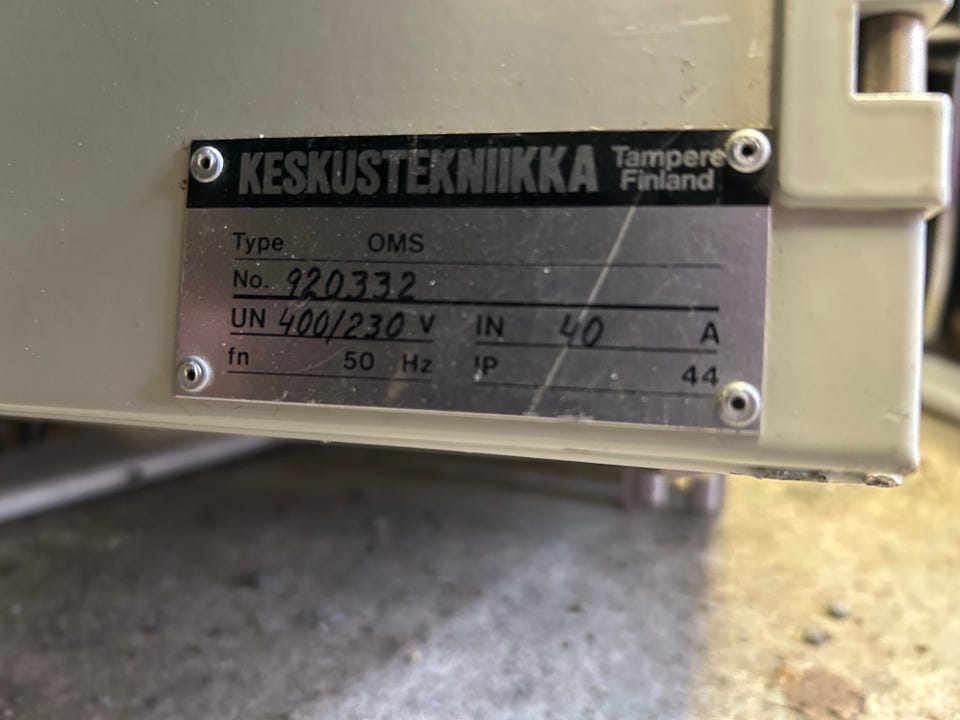 KESKUSTEKNIIKKA Tampere
Finland
Type OMS
No. 920332
UN 400/230 V IN 40 A
fn 50 Hz IP 44